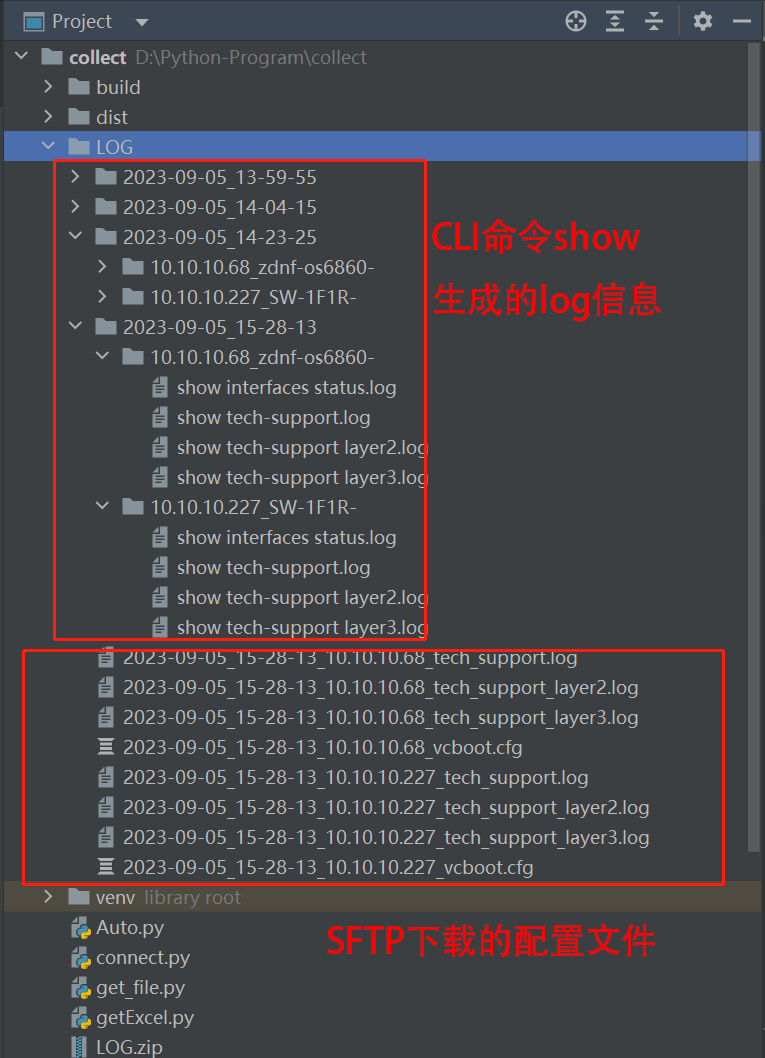 Project
collect D:\Python-Program\collect
build
dist
LOG
2023-09-05_13-59-55
2023-09-05_14-04-15
2023-09-05_14-23-25
10.10.10.68_zdnf-os6860-
10.10.10.227_SW-1F1R-
2023-09-05_15-28-13
10.10.10.68_zdnf-os6860-
show interfaces status.log
show tech-support.log
show tech-support layer2.log
show tech-support layer3.log
10.10.10.227_SW-1F1R-
show interfaces status.log
show tech-support.log
show tech-support layer2.log
show tech-support layer3.log
CLI命令show
生成的log信息
2023-09-05_15-28-13_10.10.10.68_tech_support.log
2023-09-05_15-28-13_10.10.10.68_tech_support_layer2.log
2023-09-05_15-28-13_10.10.10.68_tech_support_layer3.log
2023-09-05_15-28-13_10.10.10.68_vcboot.cfg
2023-09-05_15-28-13_10.10.10.227_tech_support.log
2023-09-05_15-28-13_10.10.10.227_tech_support_layer2.log
2023-09-05_15-28-13_10.10.10.227_tech_support_layer3.log
2023-09-05_15-28-13_10.10.10.227_vcboot.cfg
venv library root
Auto.py
SFTP下载的配置文件
connect.py
get_file.py
getExcel.py
LOG.zip